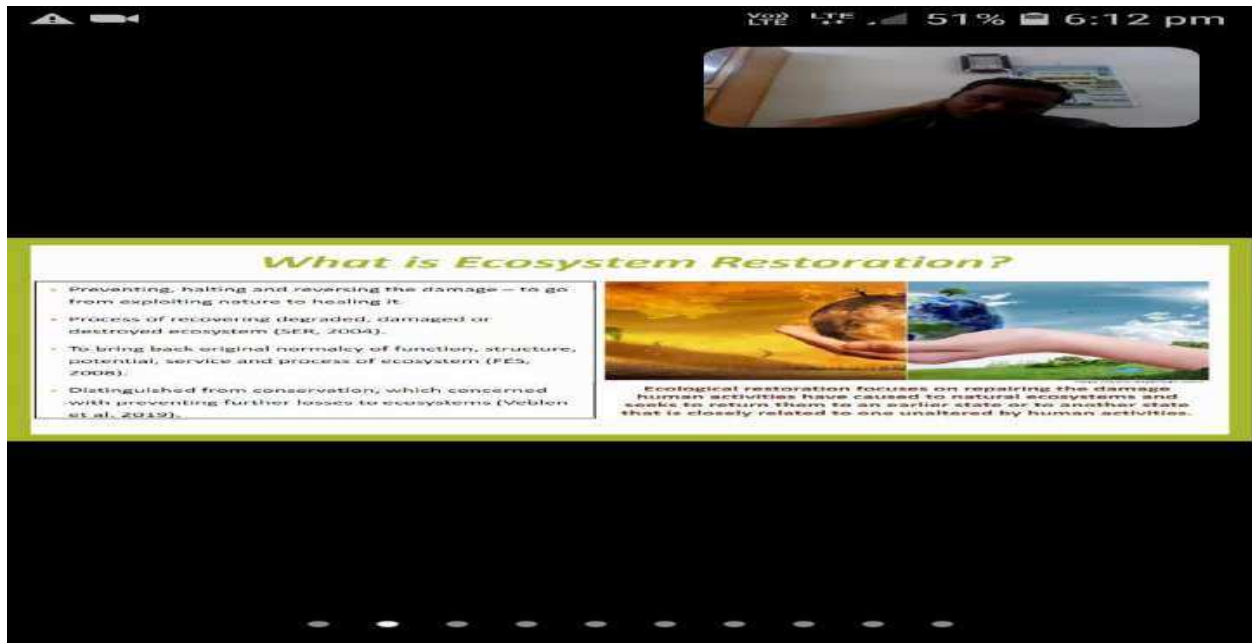 VoD) LTE LTE 51% 6:12 pm
What is Ecosystem Restoration?
- Preventing, halting and reversing the damage – to go
from exploiting nature to healing it.
- Process of recovering degraded, damaged or
destroyed ecosystem (SER, 2004).
- To bring back original normalcy of function, structure,
potential, service and process of ecosystem (FES,
2008).
- Distinguished from conservation, which concerned
with preventing further losses to ecosystems (Veblen
et al, 2019).
Ecological restoration focuses on repairing the damage
human activities have caused to natural ecosystems and
seeks to return them to an earlier state or to another state
that is closely related to one unaltered by human activities.